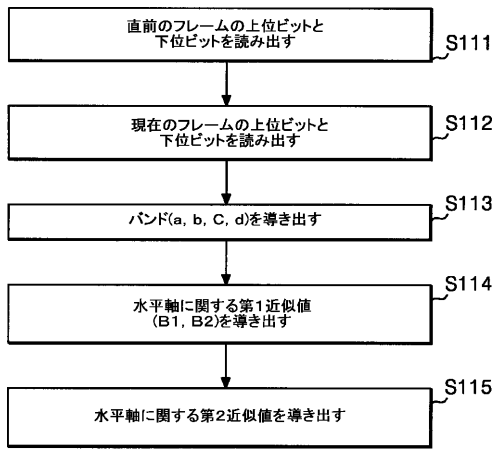 直前のフレームの上位ビットと
下位ビットを読み出す
S111
現在のフレームの上位ビットと
下位ビットを読み出す
S112
バンド(a, b, C, d)を導き出す
S113
水平軸に関する第1近似値
(B1, B2)を導き出す
S114
水平軸に関する第2近似値を導き出す
S115